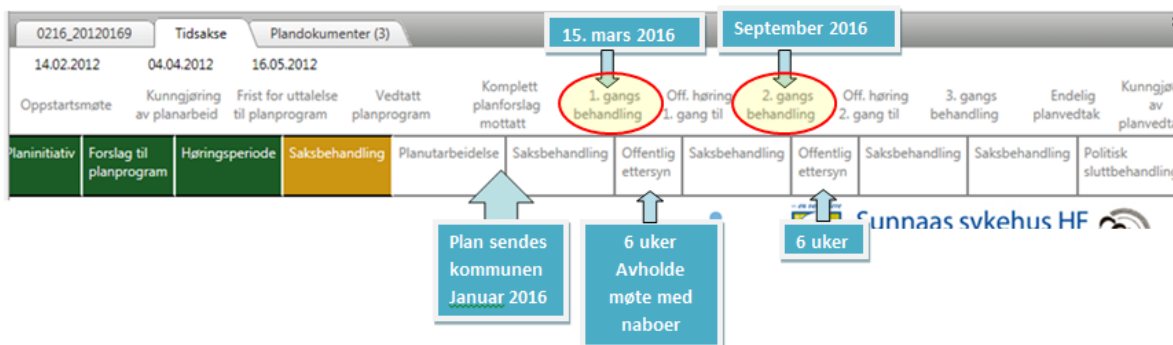 0216_20120169
Tidsakse
Plandokumenter (3)
15. mars 2016
September 2016
14.02.2012
04.04.2012
16.05.2012
Oppstartsmøte
Kunngjøring
av planarbeid
Frist for uttalelse
til planprogram
Vedtatt
planprogram
Komplett
planforslag
mottatt
1. gangs
behandling
Off. høring
1. gang til
2. gangs
behandling
Off. høring
2. gang til
3. gangs
behandling
Endelig
planvedtak
av
Planinitiativ
Forslag til
planprogram
Høringsperiode
Saksbehandling
Planutarbeidelse
Saksbehandling
Offentlig
ettersyn
Saksbehandling
Offentlig
ettersyn
Saksbehandling
Saksbehandling
Politisk
sluttbehandling
Sunnaas sykehus HF
Plan sendes
kommunen
Januar 2016
6 uker
Avholde
møte med
naboer
6 uker